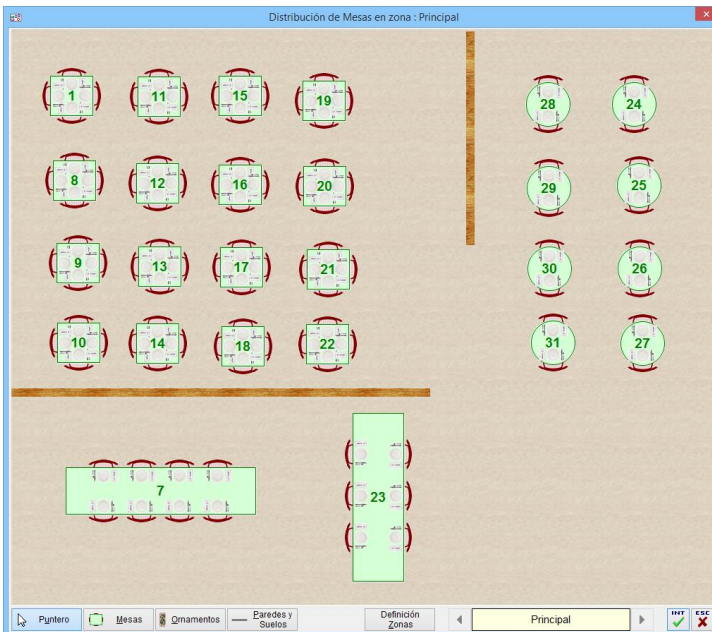 Distribución de Mesas en zona : Principal
1 11 15 19 28 24
8 12 16 20 29 25
9 13 17 21 30 26
10 14 18 22 31 27
7 23
Puntero Mesas Ornamentos Paredes y Suelos Definición Zonas Principal INT ESC